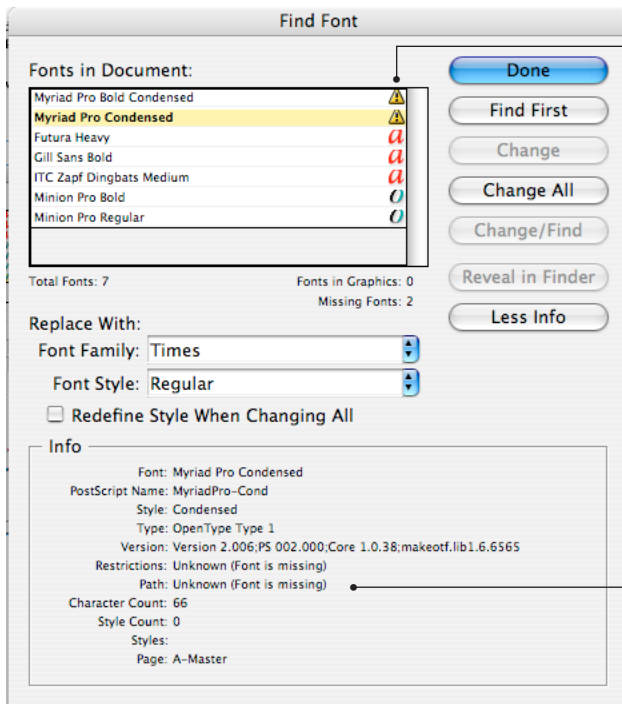 Find Font
Fonts in Document:
Myriad Pro Bold Condensed
Myriad Pro Condensed
Futura Heavy
Gill Sans Bold
ITC Zapf Dingbats Medium
Minion Pro Bold
Minion Pro Regular
Total Fonts: 7
Fonts in Graphics: 0
Missing Fonts: 2
Done
Find First
Change
Change All
Change/Find
Reveal in Finder
Less Info
Replace With:
Font Family: Times
Font Style: Regular
Redefine Style When Changing All
Info
Font: Myriad Pro Condensed
PostScript Name: MyriadPro-Cond
Style: Condensed
Type: OpenType Type 1
Version: Version 2.006;PS 002.000;Core 1.0.38;makeotf.lib1.6.6565
Restrictions: Unknown (Font is missing)
Path: Unknown (Font is missing)
Character Count: 66
Style Count: 0
Styles:
Page: A-Master